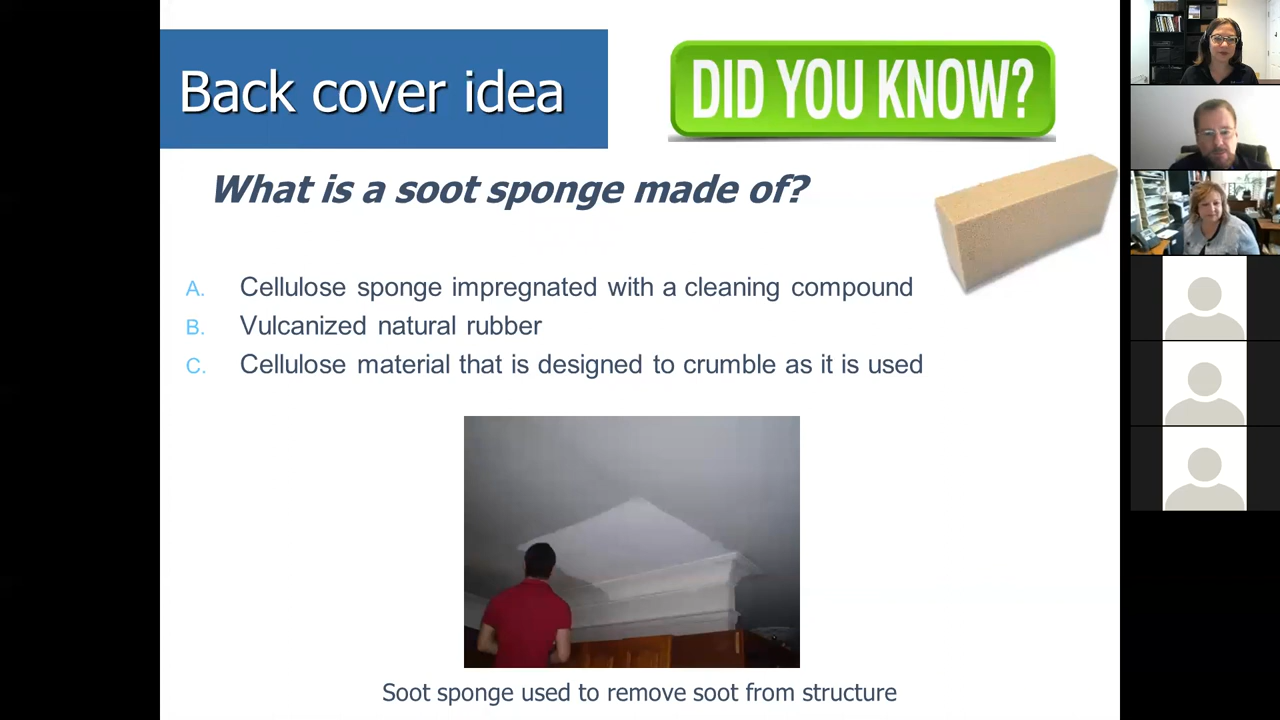 Back cover idea
DID YOU KNOW?
What is a soot sponge made of?
A. Cellulose sponge impregnated with a cleaning compound
B. Vulcanized natural rubber
C. Cellulose material that is designed to crumble as it is used
Soot sponge used to remove soot from structure